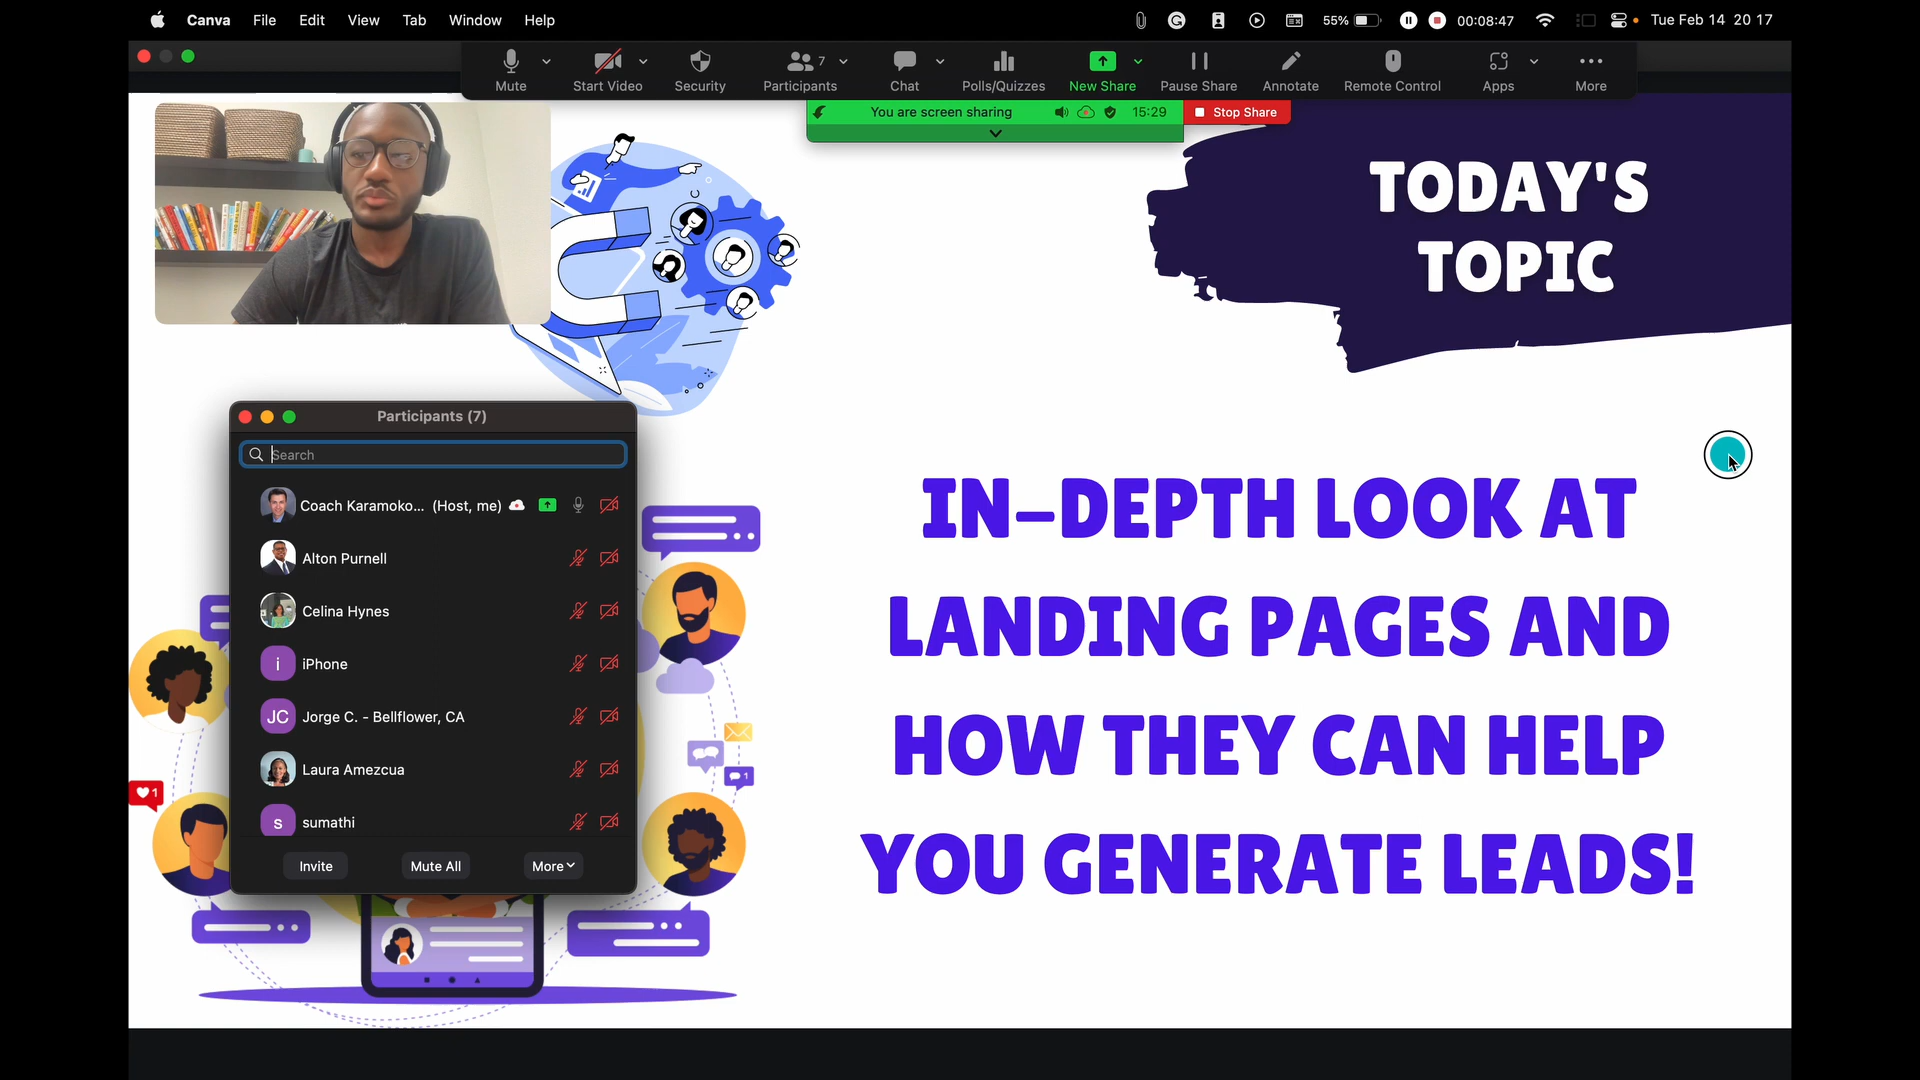 Canva File Edit View Tab Window Help
55% 00:08:47 Tue Feb 14 20 17
Mute Start Video Security Participants 7 Chat Polls/Quizzes New Share Pause Share Annotate Remote Control Apps More
You are screen sharing 15:29 Stop Share
TODAY'S
TOPIC
Participants (7)
Search
Coach Karamoko... (Host, me)
Alton Purnell
Celina Hynes
i iPhone
JC Jorge C. - Bellflower, CA
Laura Amezcua
s sumathi
Invite Mute All More
1
1
IN-DEPTH LOOK AT
LANDING PAGES AND
HOW THEY CAN HELP
YOU GENERATE LEADS!